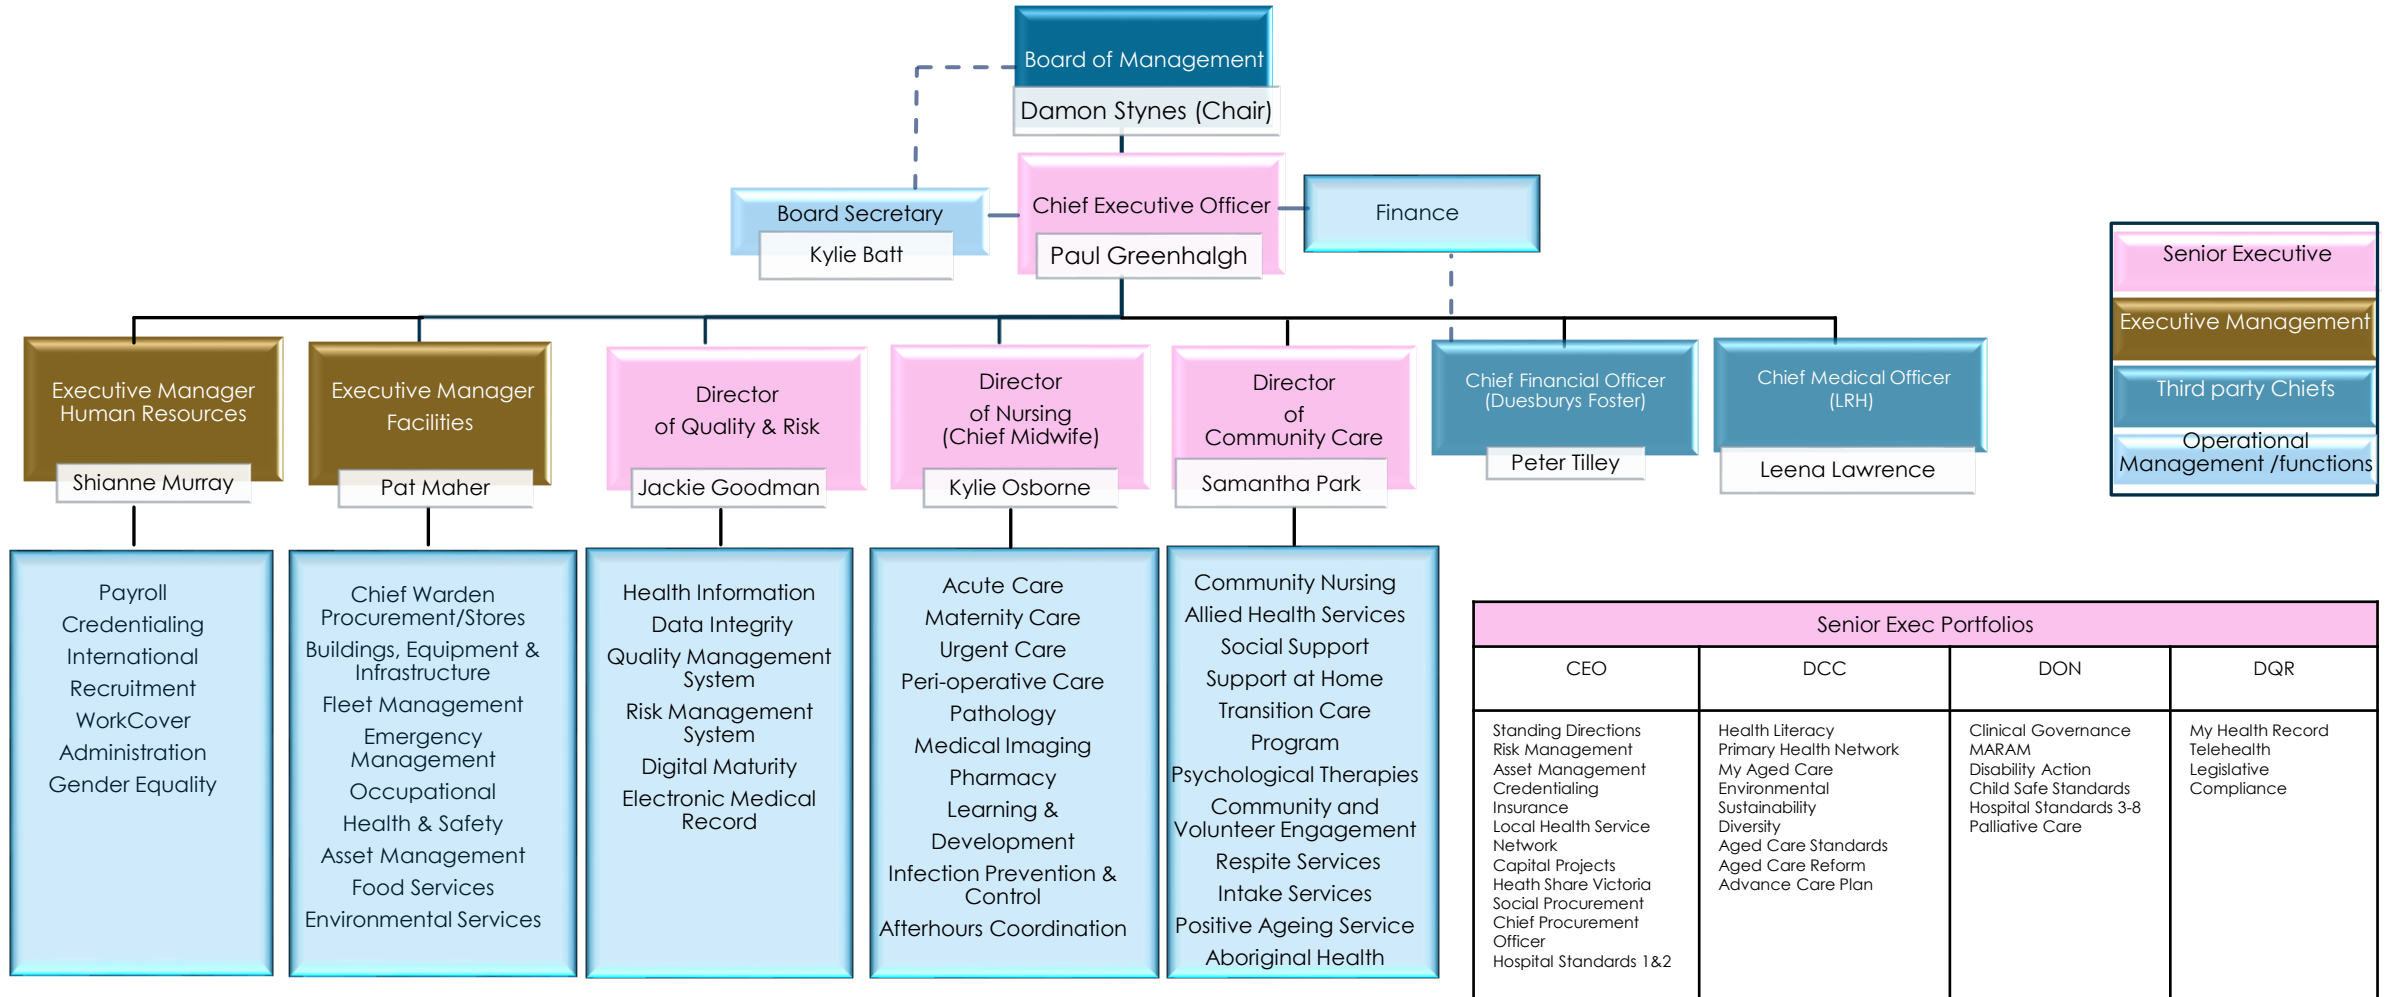 Board of Management
Damon Stynes (Chair)
Board Secretary
Kylie Batt
Chief Executive Officer
Paul Greenhalgh
Finance
Senior Executive
Executive Management
Third party Chiefs
Operational
Management /functions
Executive Manager
Human Resources
Shianne Murray
Executive Manager
Facilities
Pat Maher
Director
of Quality & Risk
Jackie Goodman
Director
of Nursing
(Chief Midwife)
Kylie Osborne
Director
of
Community Care
Samantha Park
Chief Financial Officer
(Duesburys Foster)
Peter Tilley
Chief Medical Officer
(LRH)
Leena Lawrence
Payroll
Credentialing
International
Recruitment
WorkCover
Administration
Gender Equality
Chief Warden
Procurement/Stores
Buildings, Equipment &
Infrastructure
Fleet Management
Emergency
Management
Occupational
Health & Safety
Asset Management
Food Services
Environmental Services
Health Information
Data Integrity
Quality Management
System
Risk Management
System
Digital Maturity
Electronic Medical
Record
Acute Care
Maternity Care
Urgent Care
Peri-operative Care
Pathology
Medical Imaging
Pharmacy
Learning &
Development
Infection Prevention &
Control
Afterhours Coordination
Community Nursing
Allied Health Services
Social Support
Support at Home
Transition Care
Program
Psychological Therapies
Community and
Volunteer Engagement
Respite Services
Intake Services
Positive Ageing Service
Aboriginal Health
Senior Exec Portfolios
CEO
DCC
DON
DQR
Standing Directions
Risk Management
Asset Management
Credentialing
Insurance
Local Health Service
Network
Capital Projects
Heath Share Victoria
Social Procurement
Chief Procurement
Officer
Hospital Standards 1&2
Health Literacy
Primary Health Network
My Aged Care
Environmental
Sustainability
Diversity
Aged Care Standards
Aged Care Reform
Advance Care Plan
Clinical Governance
MARAM
Disability Action
Child Safe Standards
Hospital Standards 3-8
Palliative Care
My Health Record
Telehealth
Legislative
Compliance